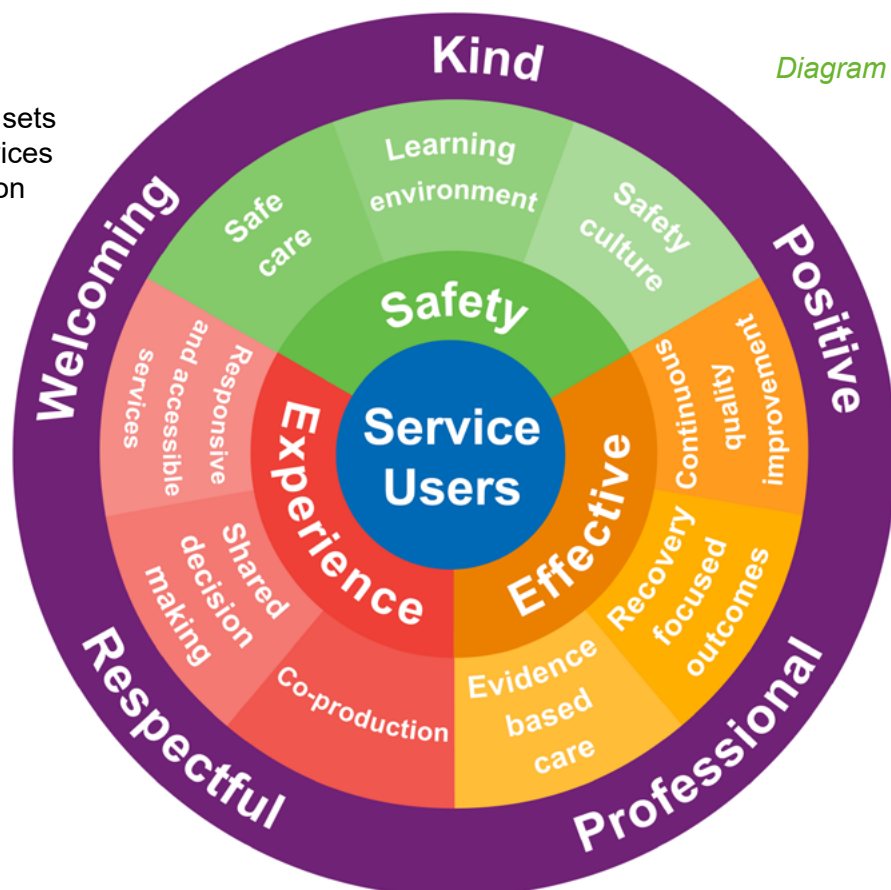 Diagram
sets
ices
on
Kind
Positive
Professional
Respectful
Welcoming
Safe
care
Learning
environment
Safety
culture
Continuous
quality
improvement
Recovery
focused
outcomes
Evidence
based
care
Co-production
Shared
decision
making
Responsive
and accessible
services
Safety
Effective
Experience
Service
Users